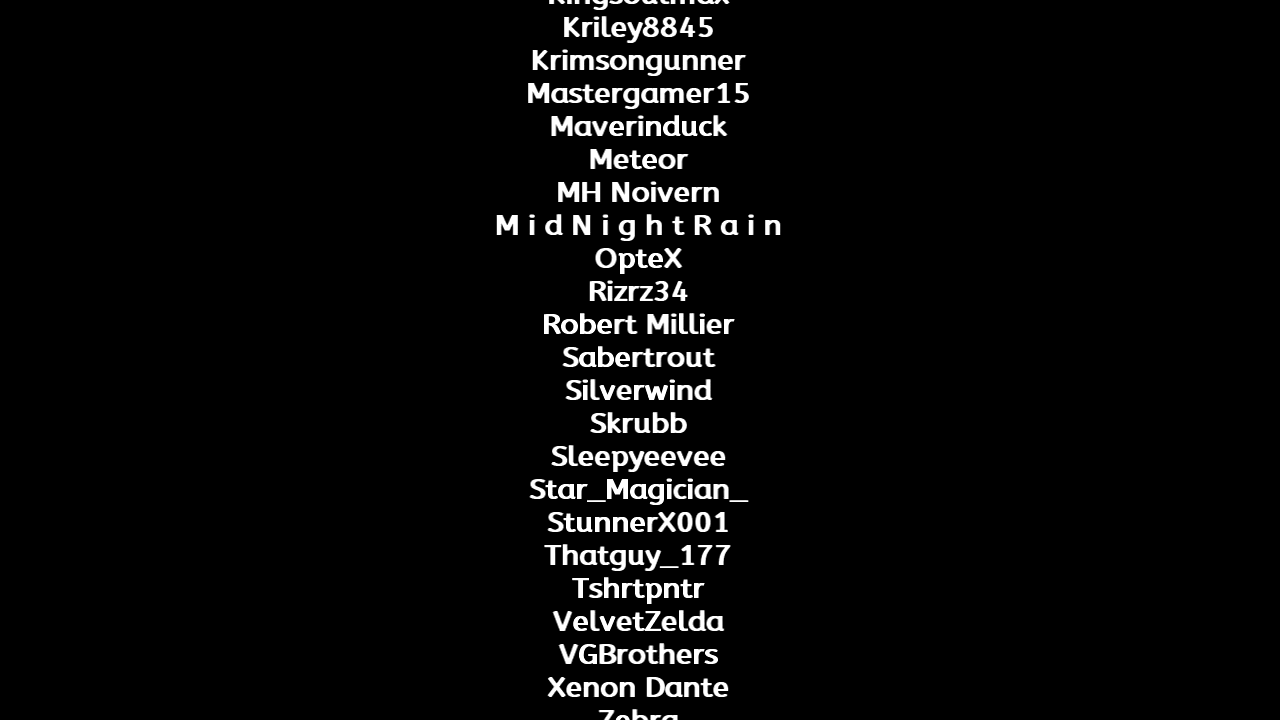 Kriley8845
Krimsongunner
Mastergamer15
Maverinduck
Meteor
MH Noivern
M i d N i g h t R a i n
OpteX
Rizrz34
Robert Millier
Sabertrout
Silverwind
Skrubb
Sleepyeevee
Star_Magician_
StunnerX001
Thatguy_177
Tshrtpntr
VelvetZelda
VGBrothers
Xenon Dante
Zebra